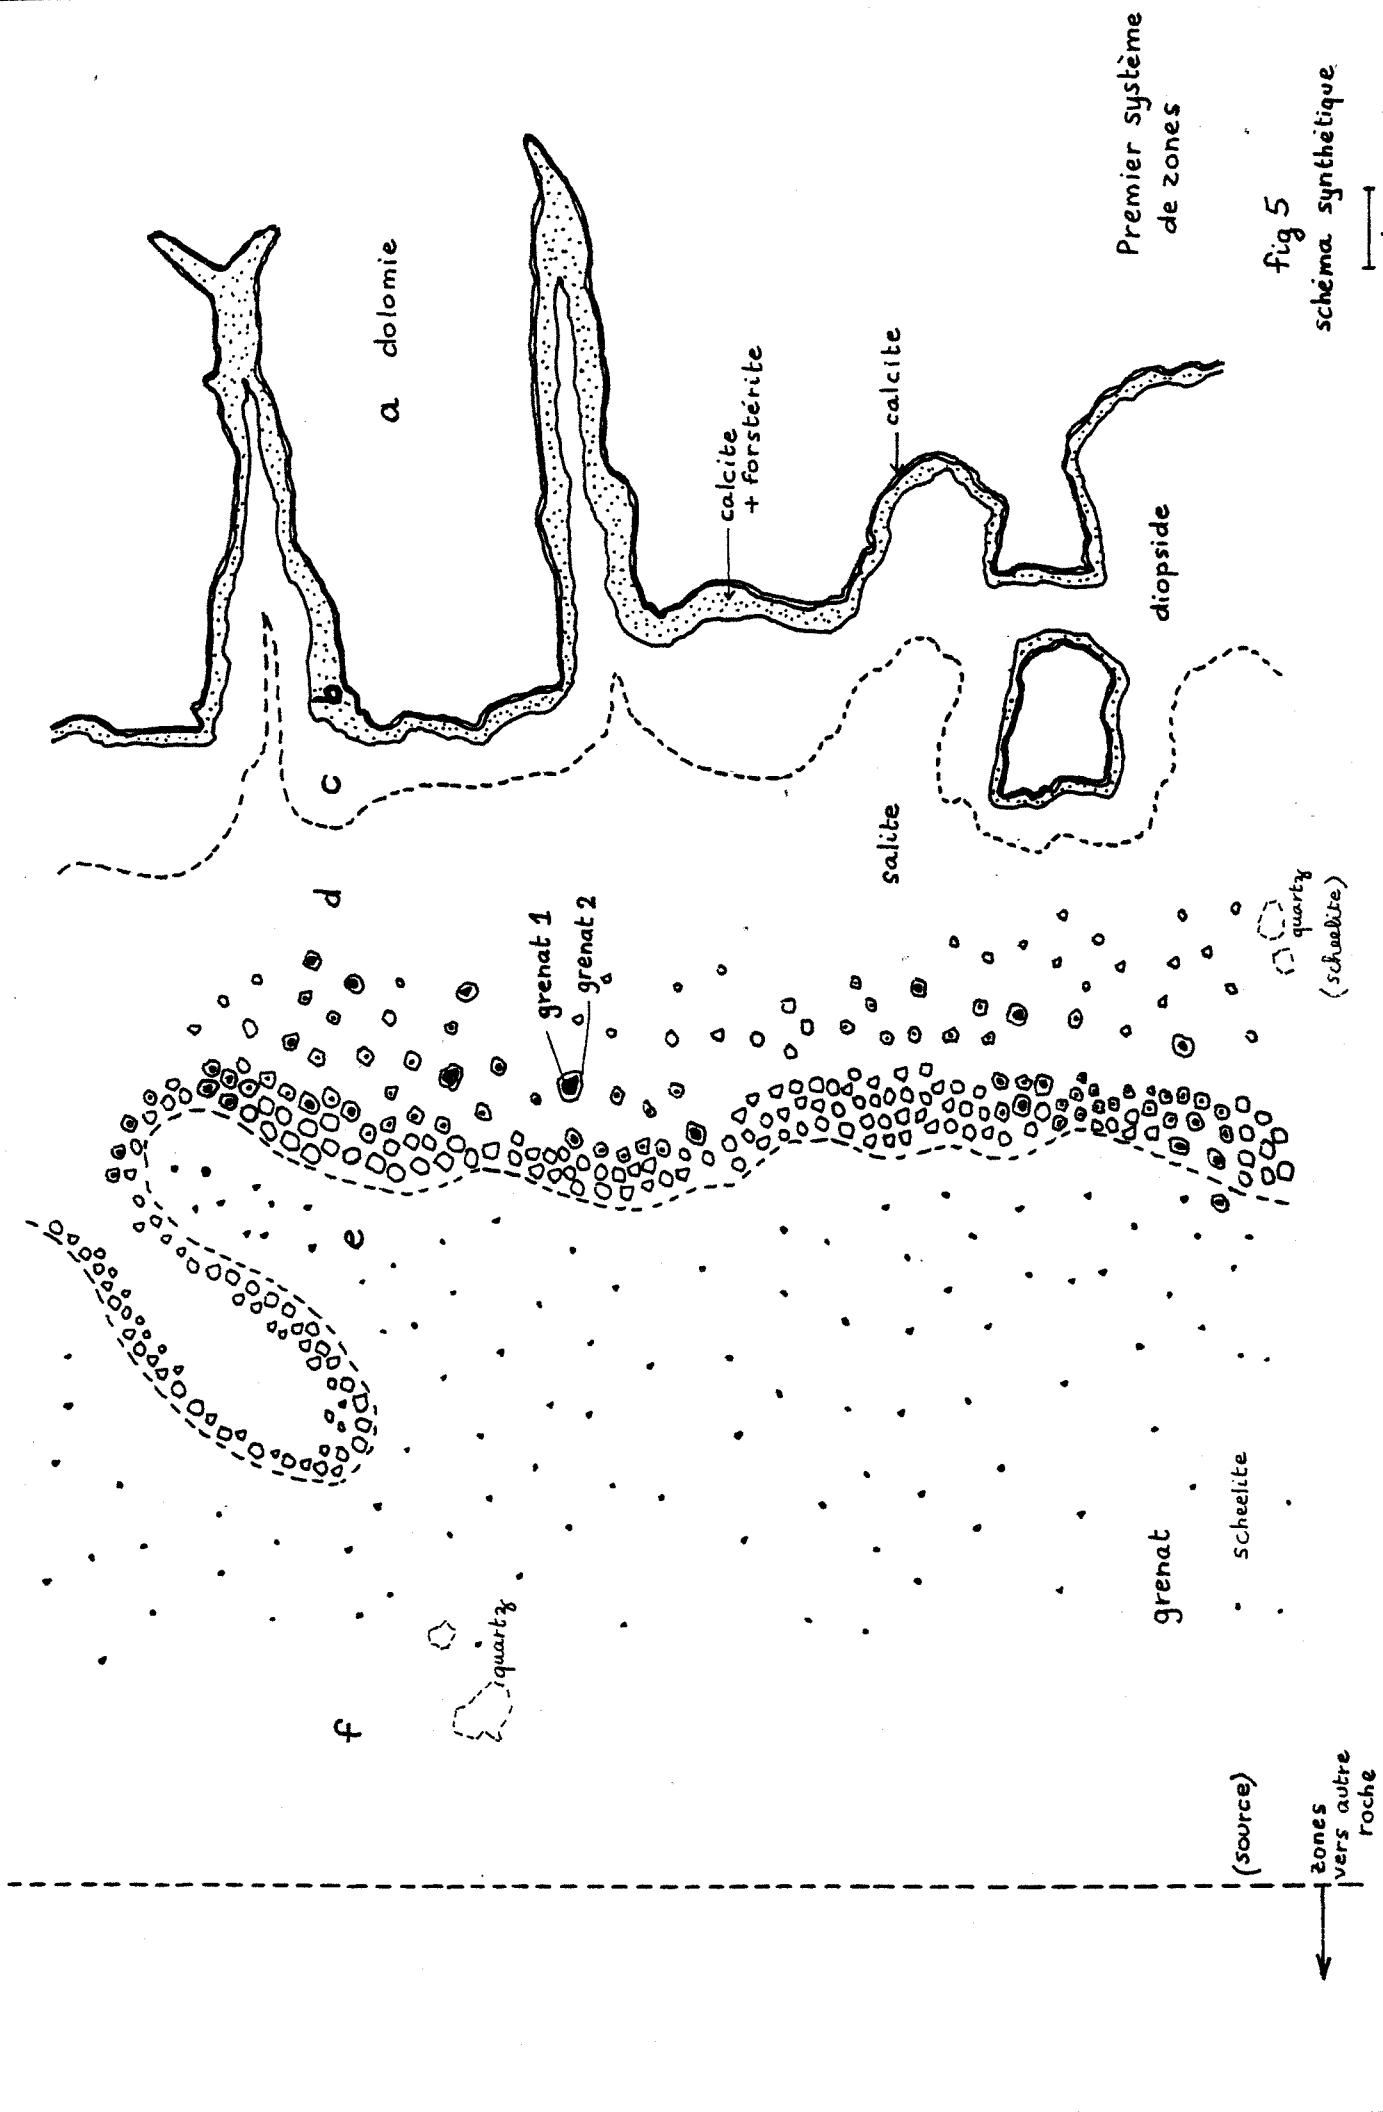 Premier système
de zones
fig 5
schéma synthétique
a dolomie
calcite
+ forstérite
calcite
diopside
b
c
salite
d
grenat 1
grenat 2
quartz
(scheelite)
e
grenat
scheelite
quartz
f
(source)
zones
vers autre
roche